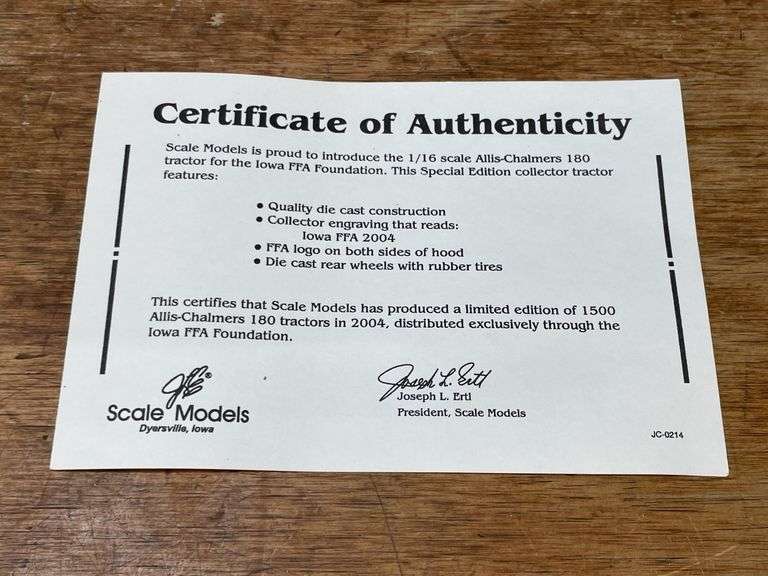 Certificate of Authenticity
Scale Models is proud to introduce the 1/16 scale Allis-Chalmers 180
tractor for the Iowa FFA Foundation. This Special Edition collector tractor
features:
• Quality die cast construction
• Collector engraving that reads:
Iowa FFA 2004
• FFA logo on both sides of hood
• Die cast rear wheels with rubber tires
This certifies that Scale Models has produced a limited edition of 1500
Allis-Chalmers 180 tractors in 2004, distributed exclusively through the
Iowa FFA Foundation.
JLE®
Scale Models
Dyersville, Iowa
Joseph L. Ertl
Joseph L. Ertl
President, Scale Models
JC-0214